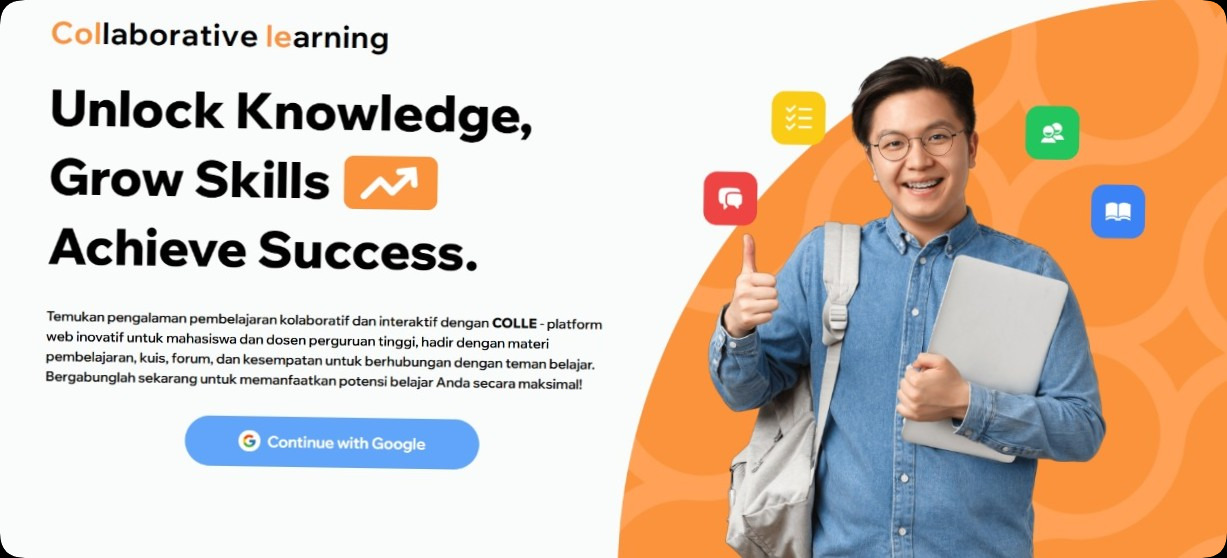 Collaborative learning
Unlock Knowledge,
Grow Skills
Achieve Success.
Temukan pengalaman pembelajaran kolaboratif dan interaktif dengan COLLE - platform
web inovatif untuk mahasiswa dan dosen perguruan tinggi, hadir dengan materi
pembelajaran, kuis, forum, dan kesempatan untuk berhubungan dengan teman belajar.
Bergabunglah sekarang untuk memanfaatkan potensi belajar Anda secara maksimal!
Continue with Google